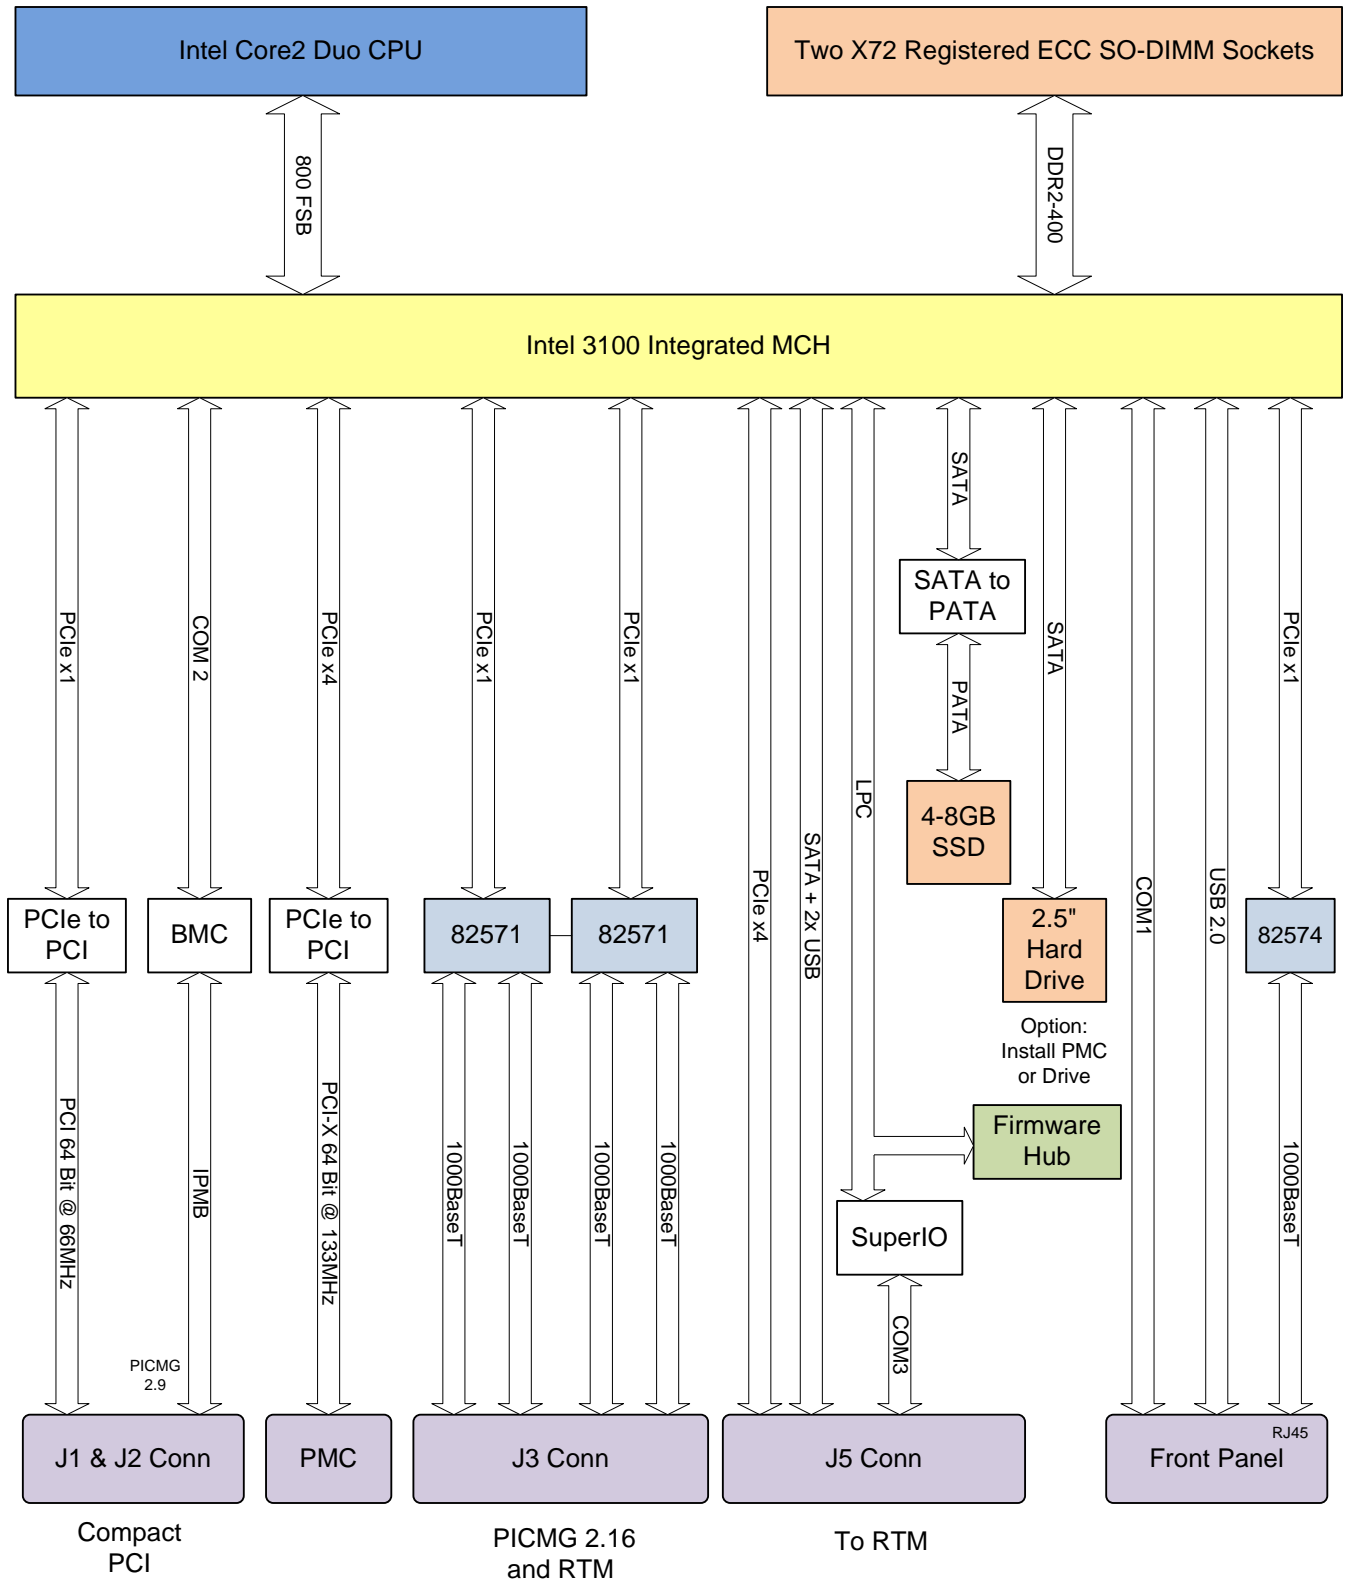 Intel Core2 Duo CPU
Two X72 Registered ECC SO-DIMM Sockets
800 FSB
DDR2-400
Intel 3100 Integrated MCH
PCIe x1
COM 2
PCIe x4
PCIe x1
PCIe x1
PCIe x4
SATA + 2x USB
LPC
SATA
SATA to
PATA
PATA
4-8GB
SSD
SATA
COM1
USB 2.0
PCIe x1
PCIe to
PCI
BMC
PCIe to
PCI
82571
82571
2.5"
Hard
Drive
82574
Option:
Install PMC
or Drive
Firmware
Hub
PCI 64 Bit @ 66MHz
IPMB
PCI-X 64 Bit @ 133MHz
1000BaseT
1000BaseT
1000BaseT
1000BaseT
1000BaseT
SuperIO
COM3
PICMG
2.9
J1 & J2 Conn
PMC
J3 Conn
J5 Conn
RJ45
Front Panel
Compact
PCI
PICMG 2.16
and RTM
To RTM